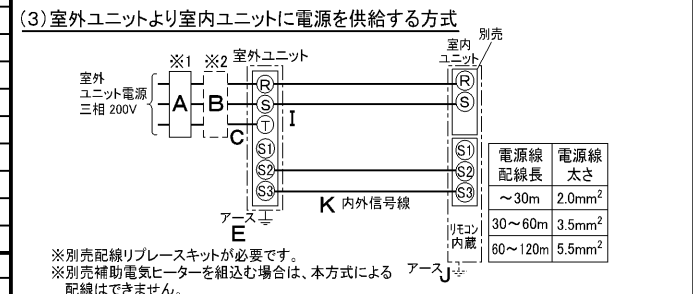 (3)室外ユニットより室内ユニットに電源を供給する方式
※1 ※2 室外ユニット
室内
ユニット
別売
室外
ユニット電源
三相 200V
A
B
C
R
S
T
S1
S2
S3
I
R
S
S1
S2
S3
K 内外信号線
アース
E
リモコン
内蔵
アース J
電源線
配線長
電源線
太さ
~30m 2.0mm²
30~60m 3.5mm²
60~120m 5.5mm²
※別売配線リプレースキットが必要です。
※別売補助電気ヒーターを組込む場合は、本方式による
配線はできません。